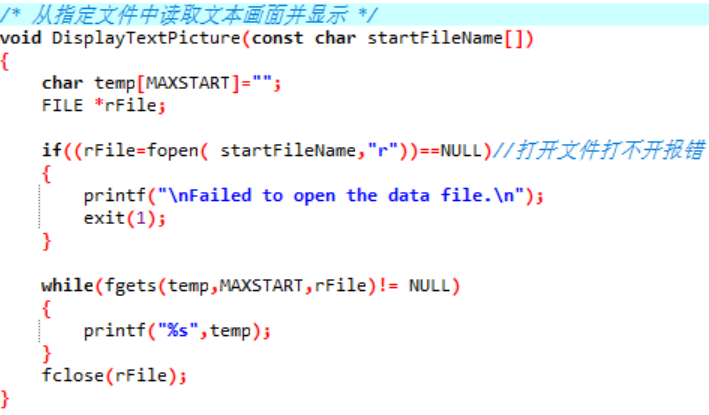 /* 从指定文件中读取文本画面并显示 */
void DisplayTextPicture(const char startFileName[])
{
    char temp[MAXSTART]="";
    FILE *rFile;

    if((rFile=fopen( startFileName,"r"))==NULL)//打开文件打不开报错
    {
        printf("\nFailed to open the data file.\n");
        exit(1);
    }

    while(fgets(temp,MAXSTART,rFile)!= NULL)
    {
        printf("%s",temp);
    }
    fclose(rFile);
}